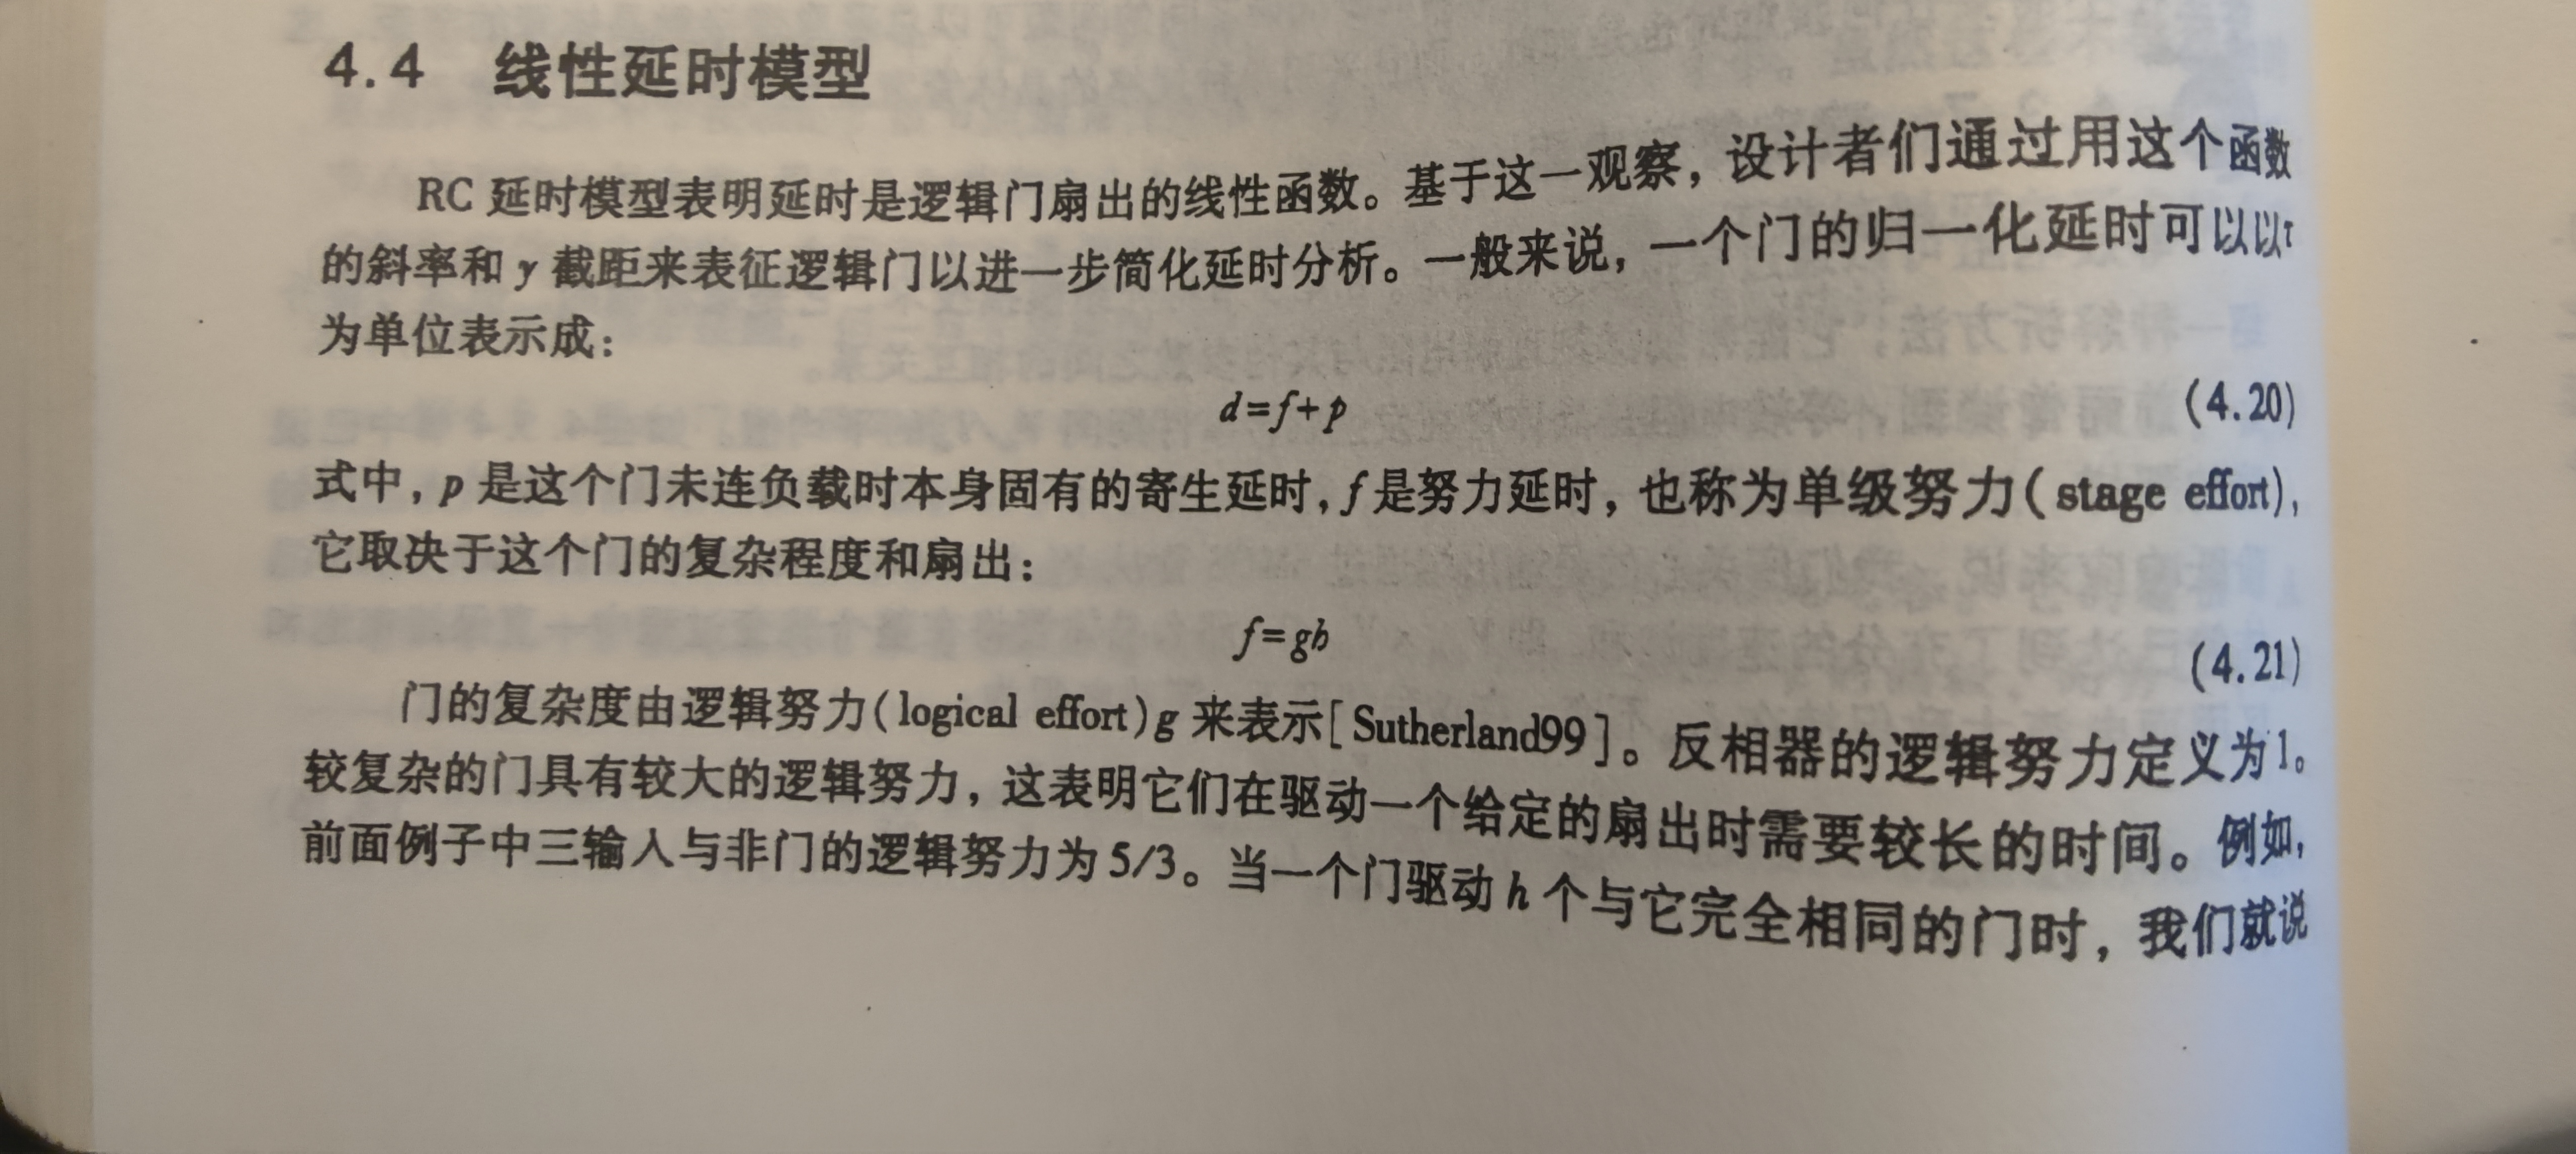 4.4 线性延时模型
RC 延时模型表明延时是逻辑门扇出的线性函数。基于这一观察，设计者们通过用这个函数
的斜率和 y 截距来表征逻辑门以进一步简化延时分析。一般来说，一个门的归一化延时可以以τ
为单位表示成：
d=f+p (4.20)
式中，p 是这个门未连负载时本身固有的寄生延时，f 是努力延时，也称为单级努力(stage effort)，
它取决于这个门的复杂程度和扇出：
f=gh (4.21)
门的复杂度由逻辑努力(logical effort)g 来表示[Sutherland99]。反相器的逻辑努力定义为1。
较复杂的门具有较大的逻辑努力，这表明它们在驱动一个给定的扇出时需要较长的时间。例如，
前面例子中三输入与非门的逻辑努力为5/3。当一个门驱动 h 个与它完全相同的门时，我们就说